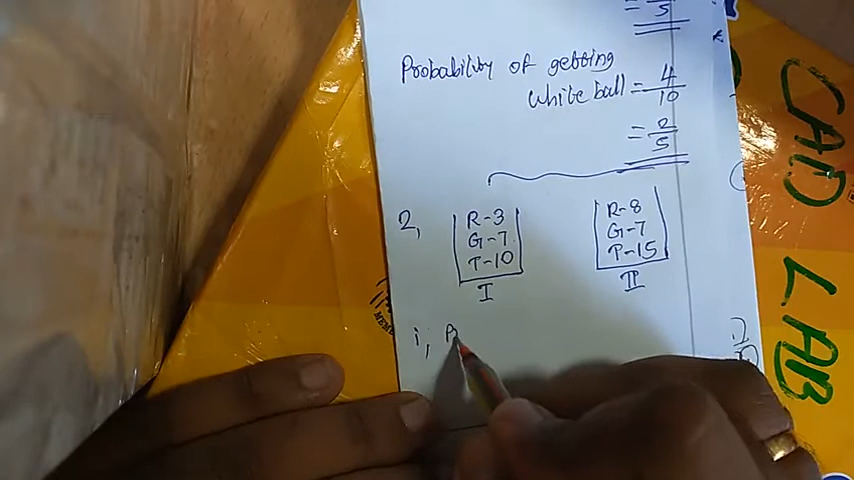 = /5
Probability of getting
White ball = 4/10
= 2/5
2,
R-3
G-7
T-10
I
R-8
G-7
P-15
II
i, P
CAD LAB